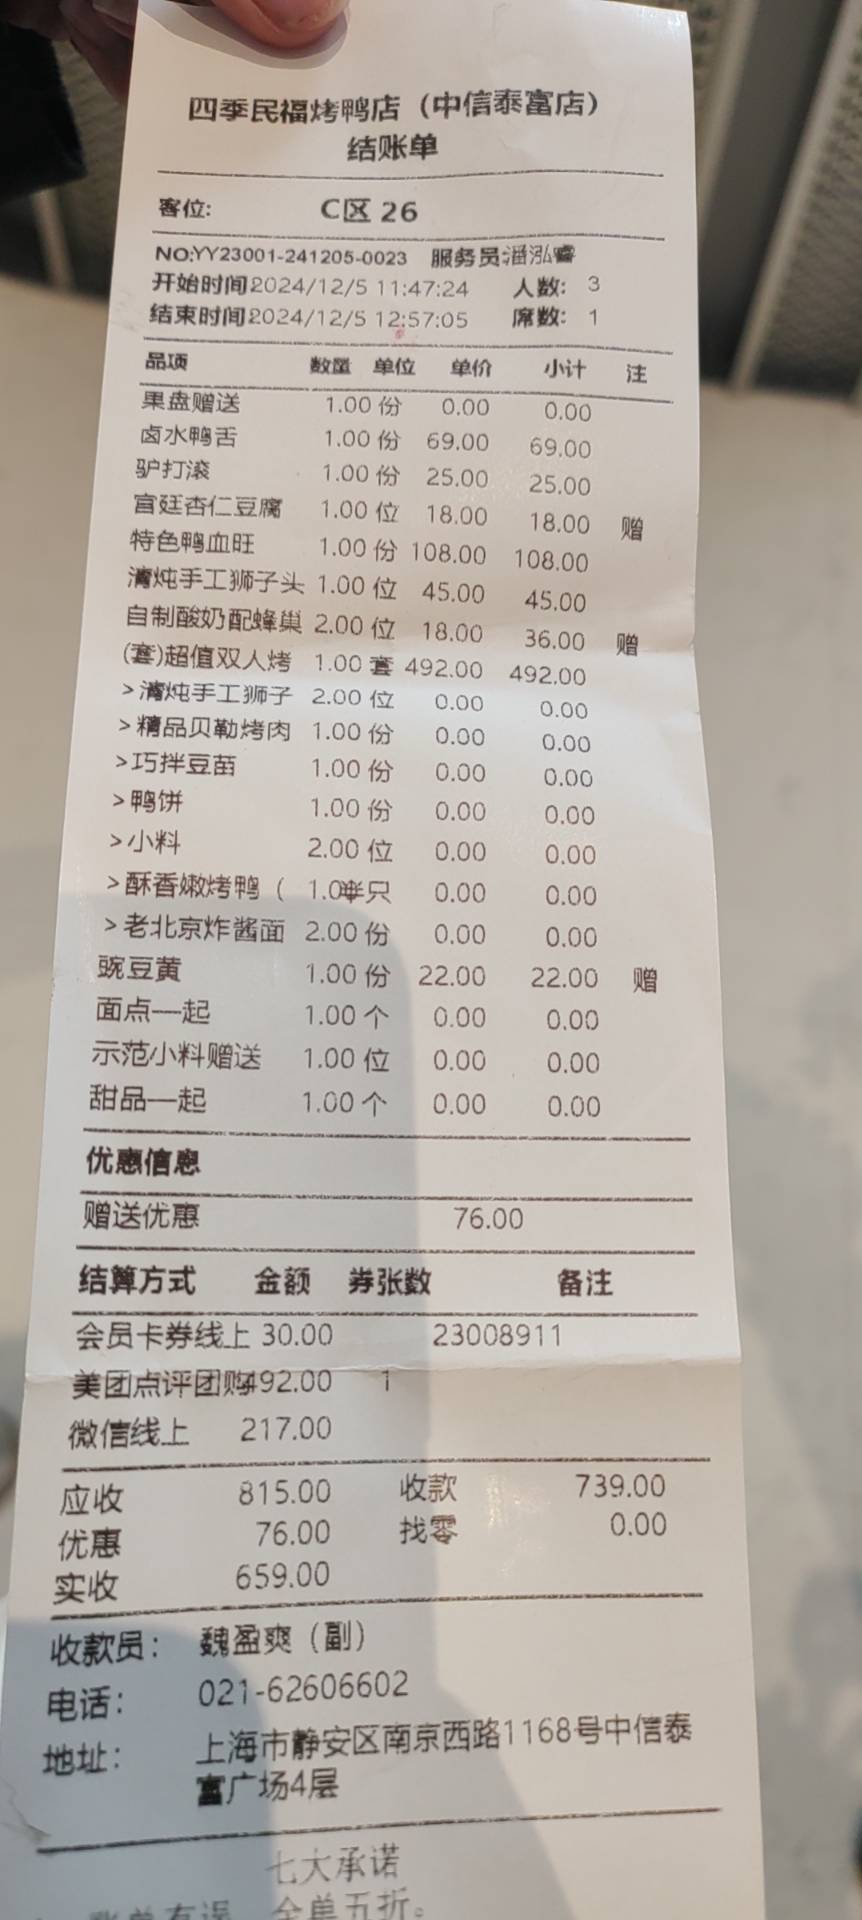 四季民福烤鸭店（中信泰富店）
结账单
客位: C区 26
NO:YY23001-241205-0023 服务员:潘泓睿
开始时间2024/12/5 11:47:24 人数: 3
结束时间2024/12/5 12:57:05 席数: 1
品项 数量 单位 单价 小计 注
果盘赠送 1.00 份 0.00 0.00
卤水鸭舌 1.00 份 69.00 69.00
驴打滚 1.00 份 25.00 25.00
宫廷杏仁豆腐 1.00 位 18.00 18.00 赠
特色鸭血旺 1.00 份 108.00 108.00
清炖手工狮子头 1.00 位 45.00 45.00
自制酸奶配蜂巢 2.00 位 18.00 36.00 赠
(套)超值双人烤 1.00 套 492.00 492.00
>清炖手工狮子 2.00 位 0.00 0.00
>精品贝勒烤肉 1.00 份 0.00 0.00
>巧拌豆苗 1.00 份 0.00 0.00
>鸭饼 1.00 份 0.00 0.00
>小料 2.00 位 0.00 0.00
>酥香嫩烤鸭（ 1.0半只 0.00 0.00
>老北京炸酱面 2.00 份 0.00 0.00
豌豆黄 1.00 份 22.00 22.00 赠
面点一起 1.00 个 0.00 0.00
示范小料赠送 1.00 位 0.00 0.00
甜品一起 1.00 个 0.00 0.00
优惠信息
赠送优惠 76.00
结算方式 金额 券张数 备注
会员卡券线上 30.00 23008911
美团点评团购492.00 1
微信线上 217.00
应收 815.00 收款 739.00
优惠 76.00 找零 0.00
实收 659.00
收款员: 魏盈爽（副）
电话: 021-62606602
地址: 上海市静安区南京西路1168号中信泰
富广场4层
七大承诺
账单有误 全单五折。